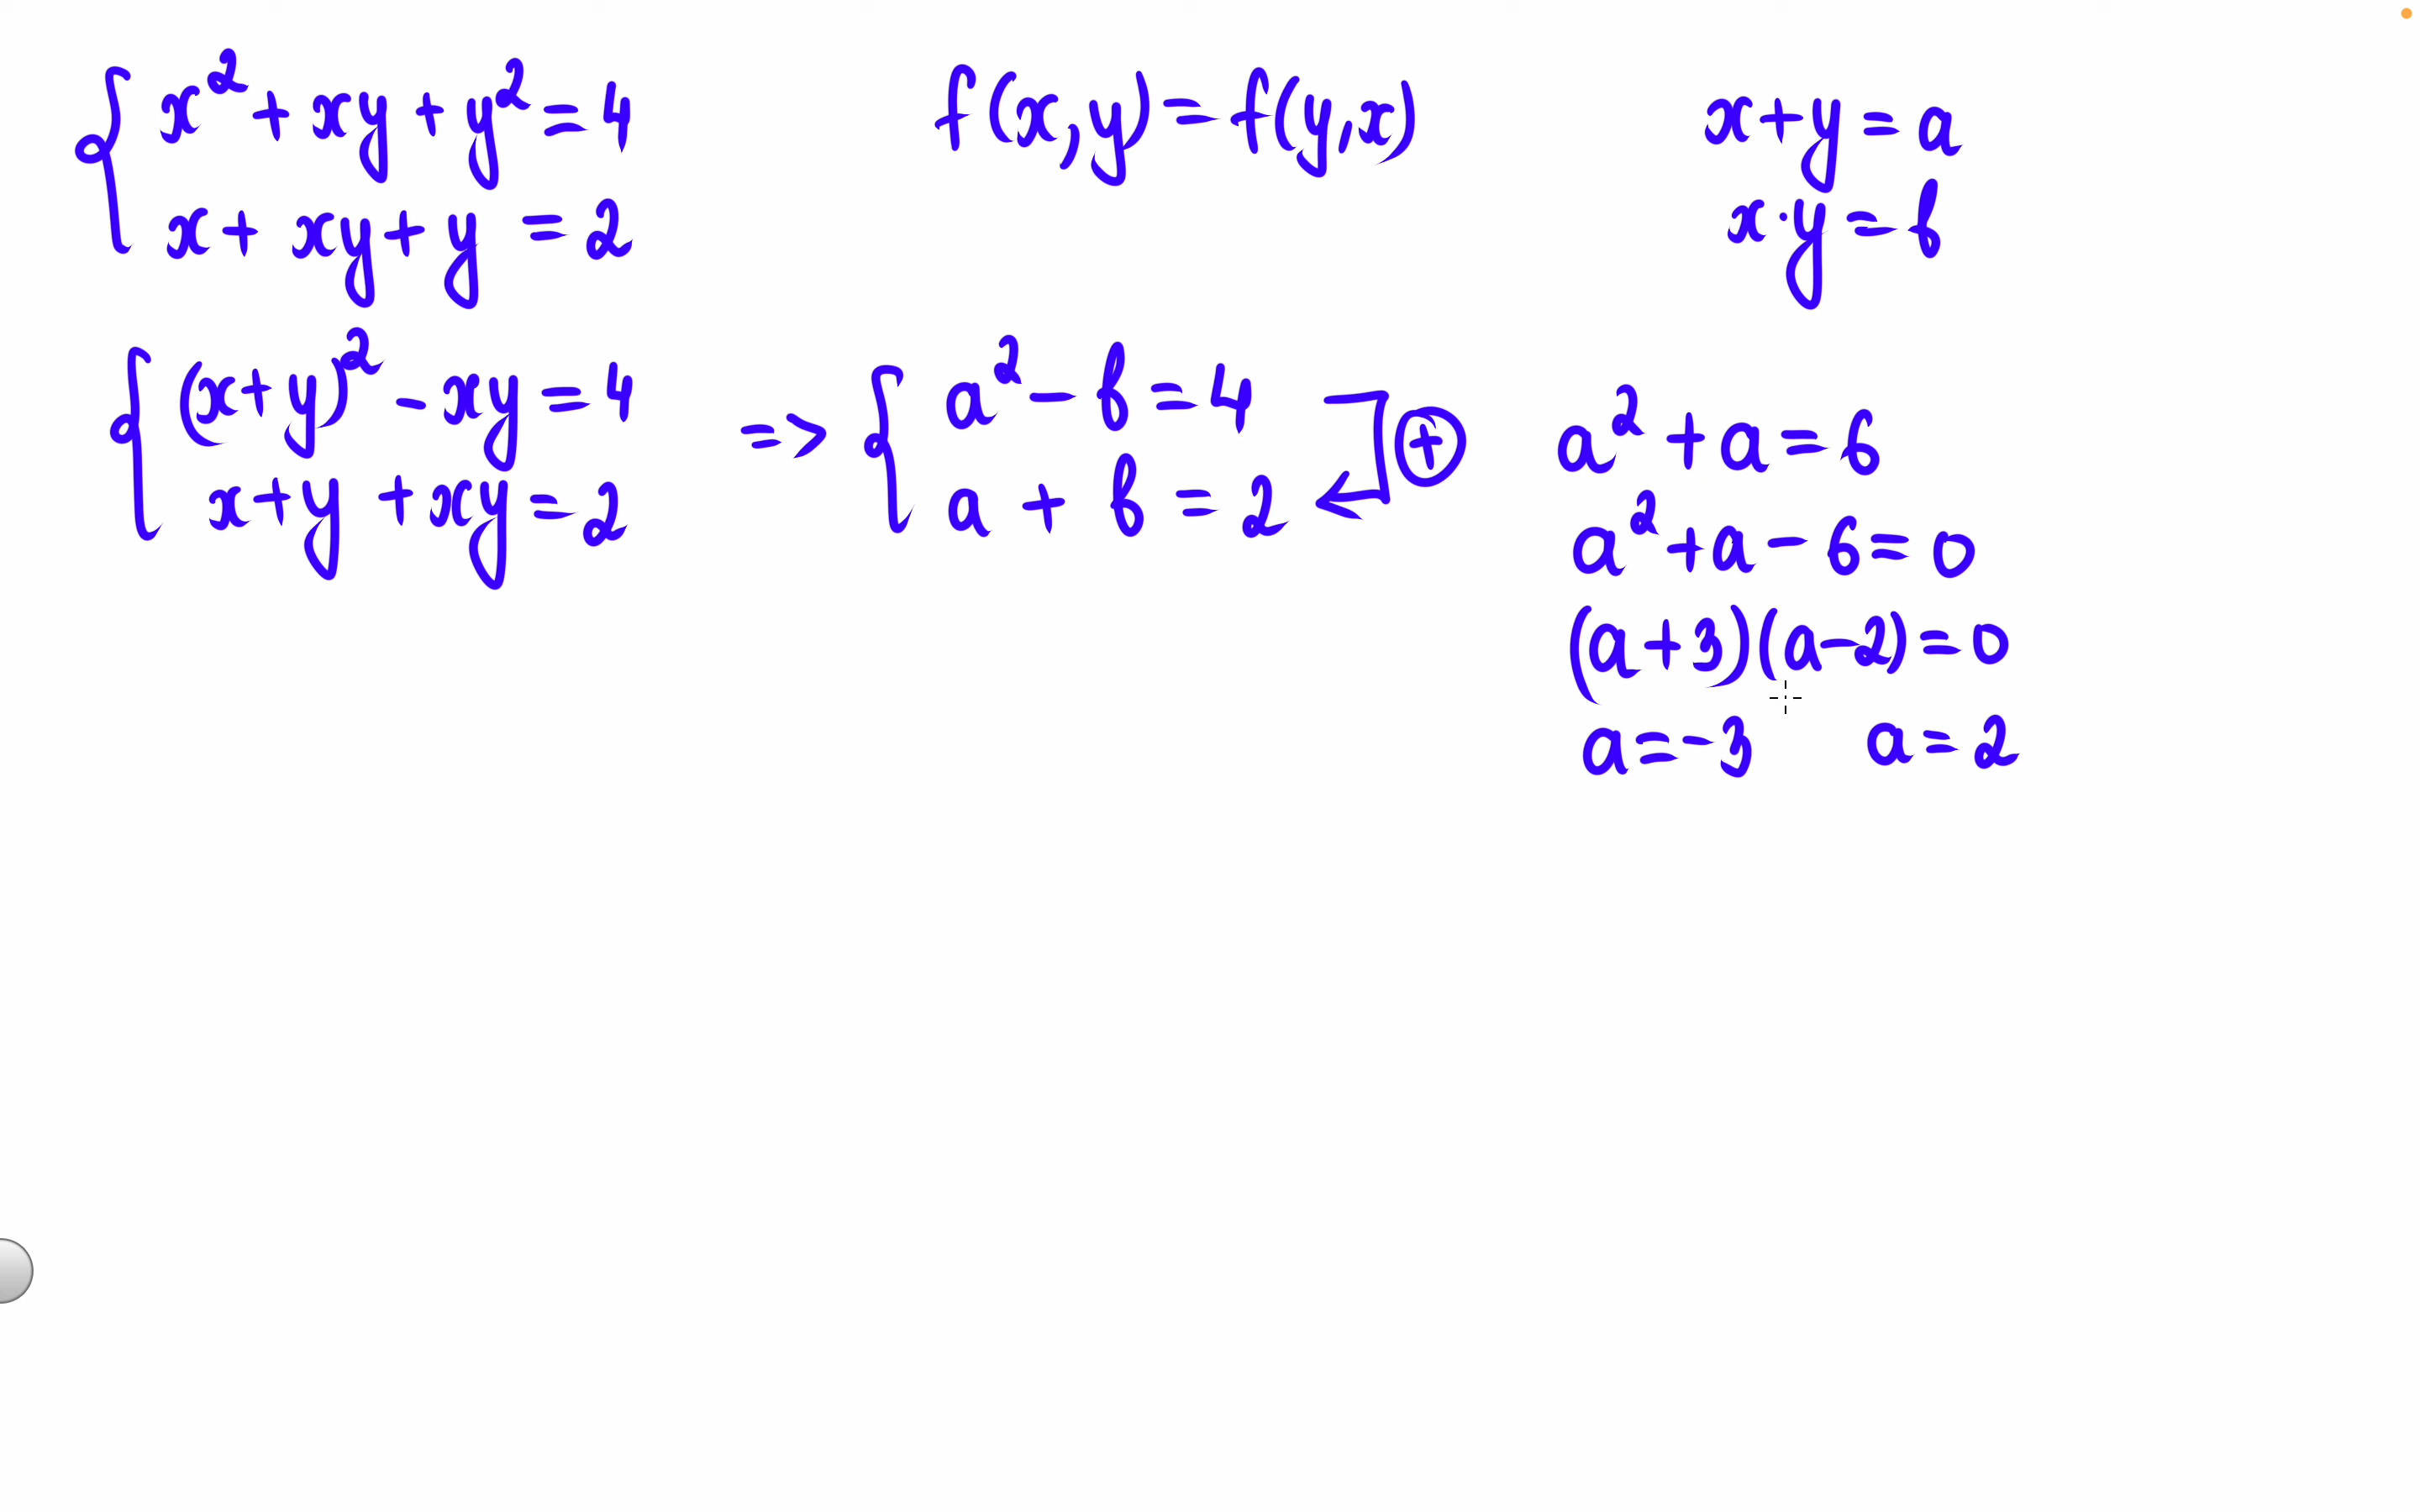 x² + xy + y² = 4
x + xy + y = 2
f(x, y) = f(y, x)
x + y = a
x · y = b
(x + y)² - xy = 4
x + y + xy = 2
=> a² - b = 4
a + b = 2
⊕
a² + a = 6
a² + a - 6 = 0
(a + 3)(a - 2) = 0
a = -3 a = 2